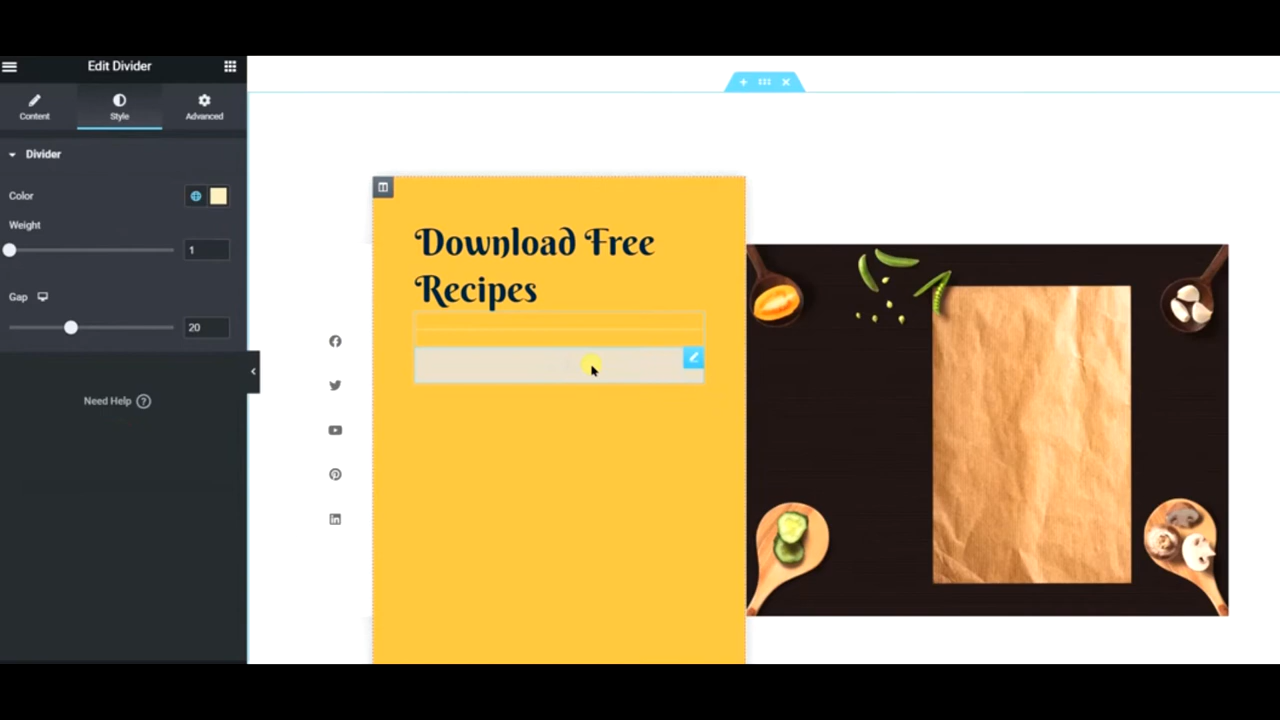 Edit Divider
Content Style Advanced
Divider
Color
Weight
1
Gap
20
Need Help ?
Download Free
Recipes